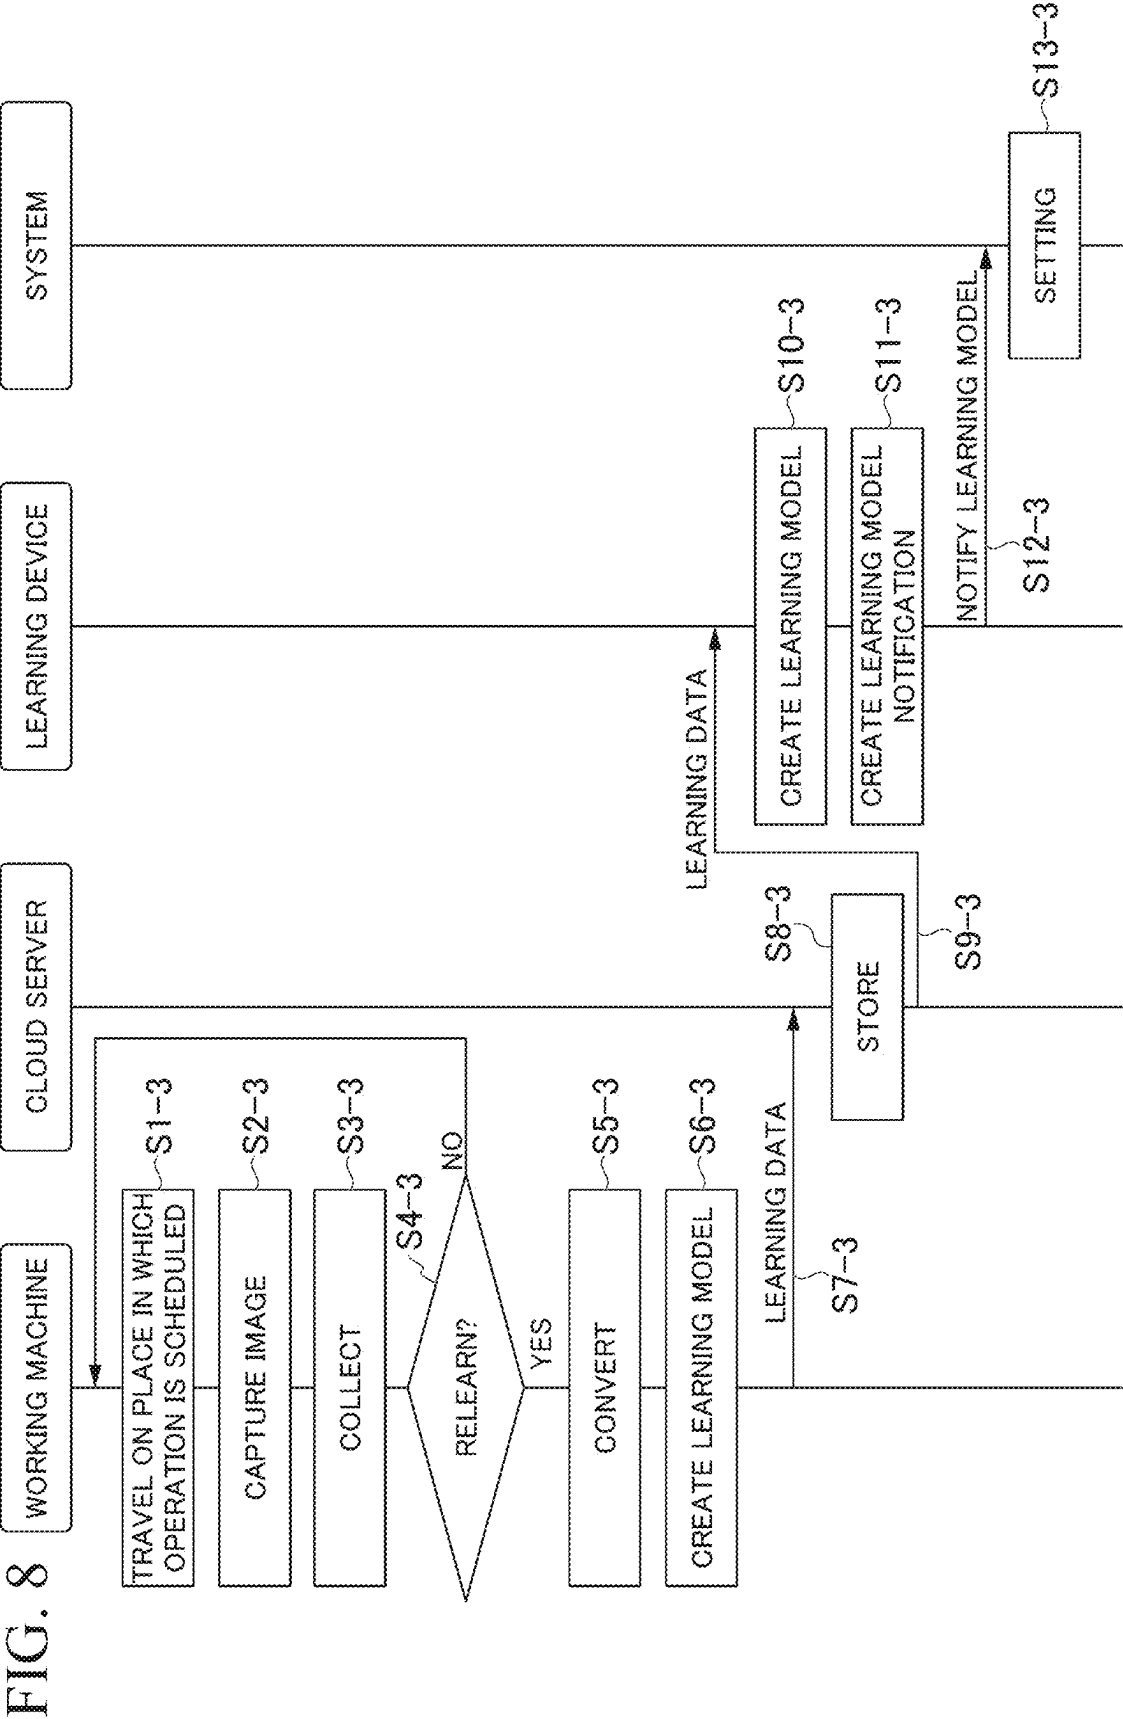 FIG. 8
WORKING MACHINE
CLOUD SERVER
LEARNING DEVICE
SYSTEM
TRAVEL ON PLACE IN WHICH
OPERATION IS SCHEDULED
S1-3
CAPTURE IMAGE
S2-3
COLLECT
S3-3
S4-3
RELEARN?
NO
YES
CONVERT
S5-3
CREATE LEARNING MODEL
S6-3
LEARNING DATA
S7-3
S8-3
STORE
S9-3
LEARNING DATA
CREATE LEARNING MODEL
S10-3
CREATE LEARNING MODEL
NOTIFICATION
S11-3
NOTIFY LEARNING MODEL
S12-3
SETTING
S13-3